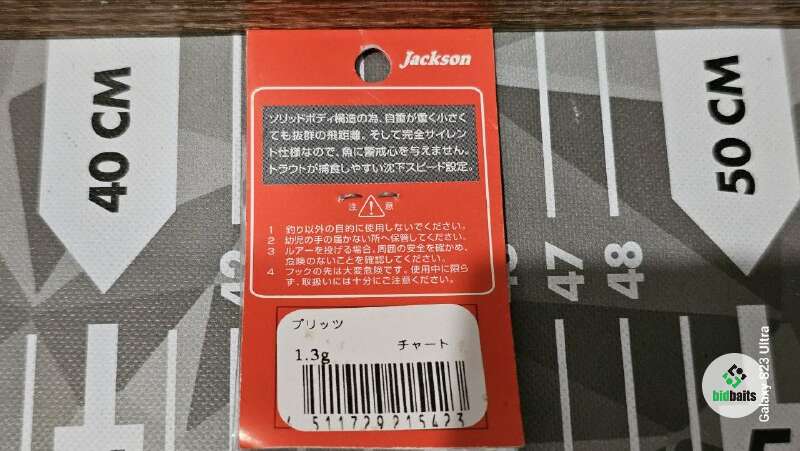 Jackson
ソリッドボディ構造の為、自重が重く小さく
ても抜群の飛距離、そして完全サイレン
ト仕様なので、魚に警戒心を与えません。
トラウトが捕食しやすい沈下スピード設定。
注 意
1 釣り以外の目的に使用しないでください。
2 幼児の手の届かない所へ保管してください。
3 ルアーを投げる場合、周囲の安全を確かめ、
危険のないことを確認してください。
4 フックの先は大変危険です。使用中に限ら
ず、取扱いには十分にご注意ください。
ブリッツ
1.3g チャート
4 511729 215423
40 CM
50 CM
47
48
bidbaits
Galaxy S23 Ultra